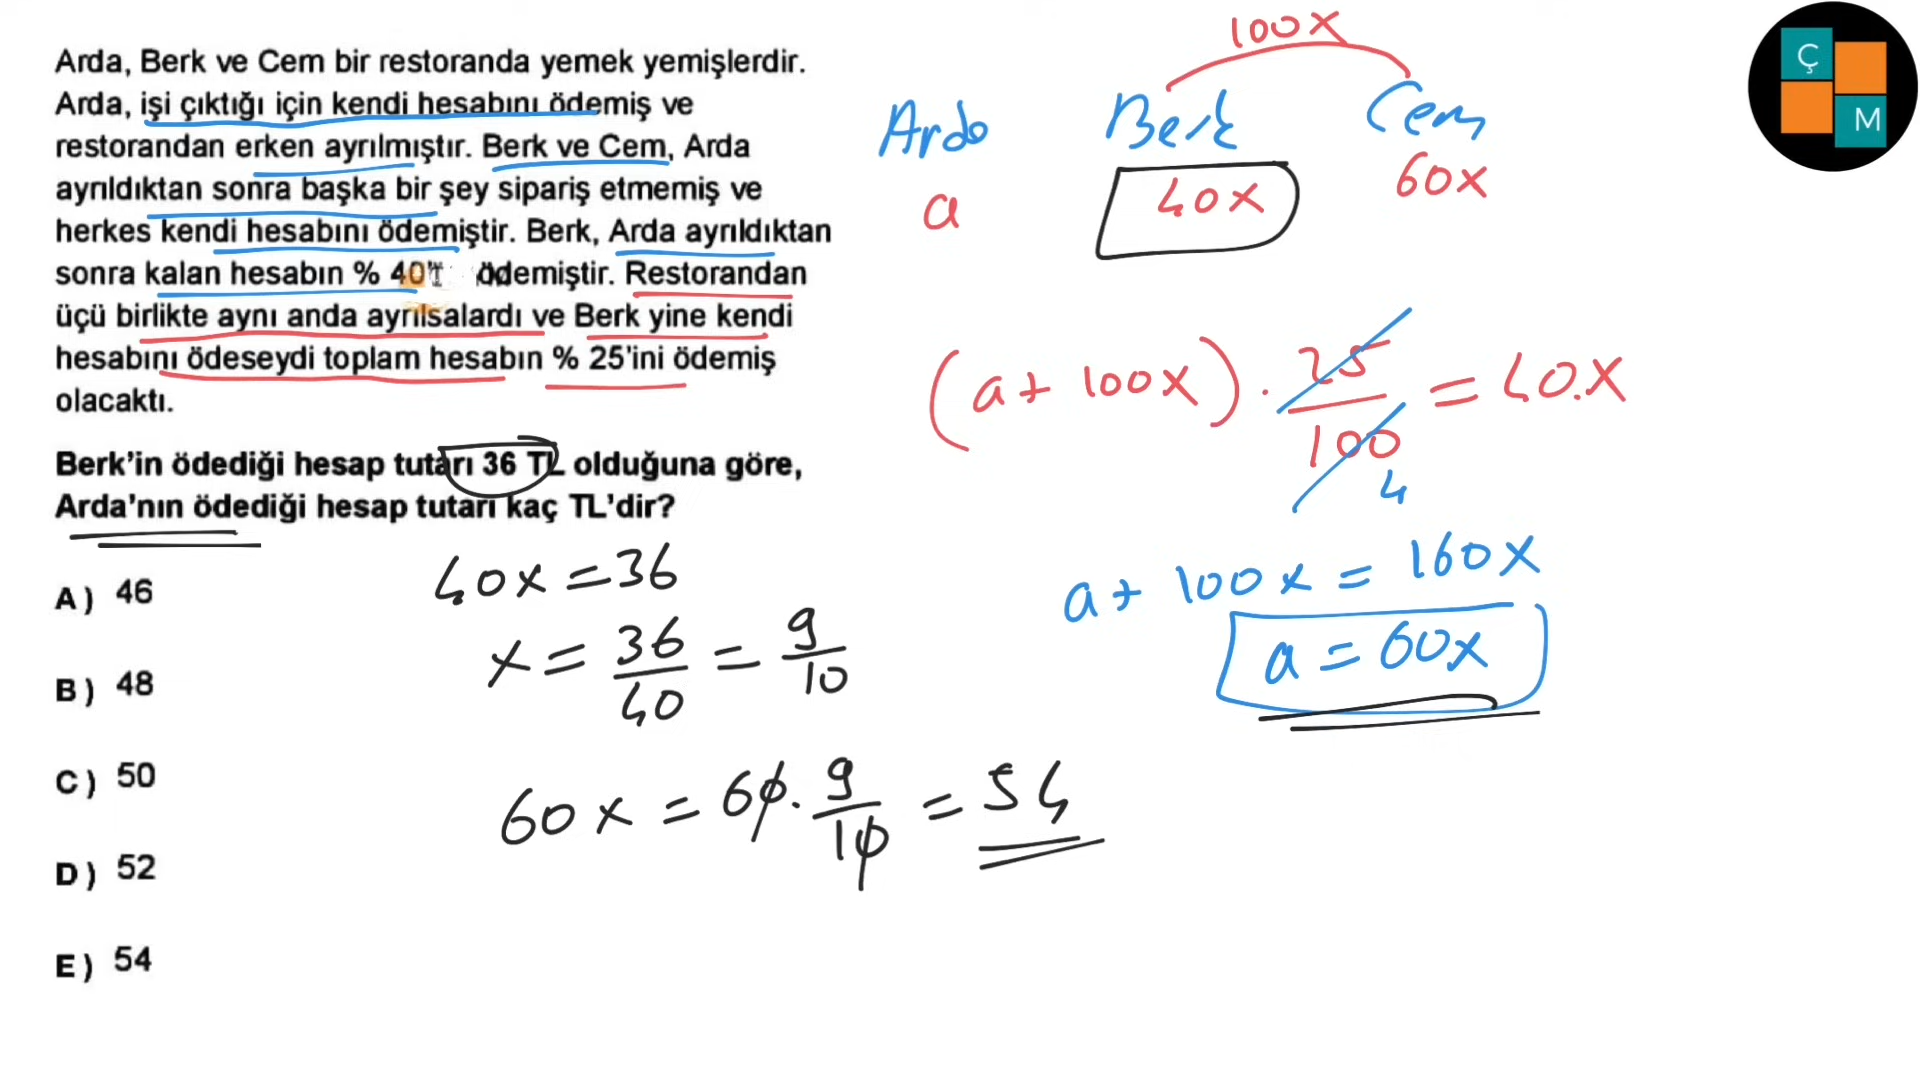 Arda, Berk ve Cem bir restoranda yemek yemişlerdir.
Arda, işi çıktığı için kendi hesabını ödemiş ve
restorandan erken ayrılmıştır. Berk ve Cem, Arda
ayrıldıktan sonra başka bir şey sipariş etmemiş ve
herkes kendi hesabını ödemiştir. Berk, Arda ayrıldıktan
sonra kalan hesabın % ödemiştir. Restorandan
üçü birlikte aynı anda ayrılsalardı ve Berk yine kendi
hesabını ödeseydi toplam hesabın % 25'ini ödemiş
olacaktı.
Berk'in ödediği hesap tutarı 36 TL olduğuna göre,
Arda'nın ödediği hesap tutarı kaç TL'dir?
A) 46
B) 48
C) 50
D) 52
E) 54
40x = 36
x = 36/40 = 9/10
60x = 60 . 9/10 = 54
100x
Arda Berk Cem
a 40x 60x
(a + 100x) . 25/100 = 40.x
4
a + 100x = 160x
a = 60x
Ç
M